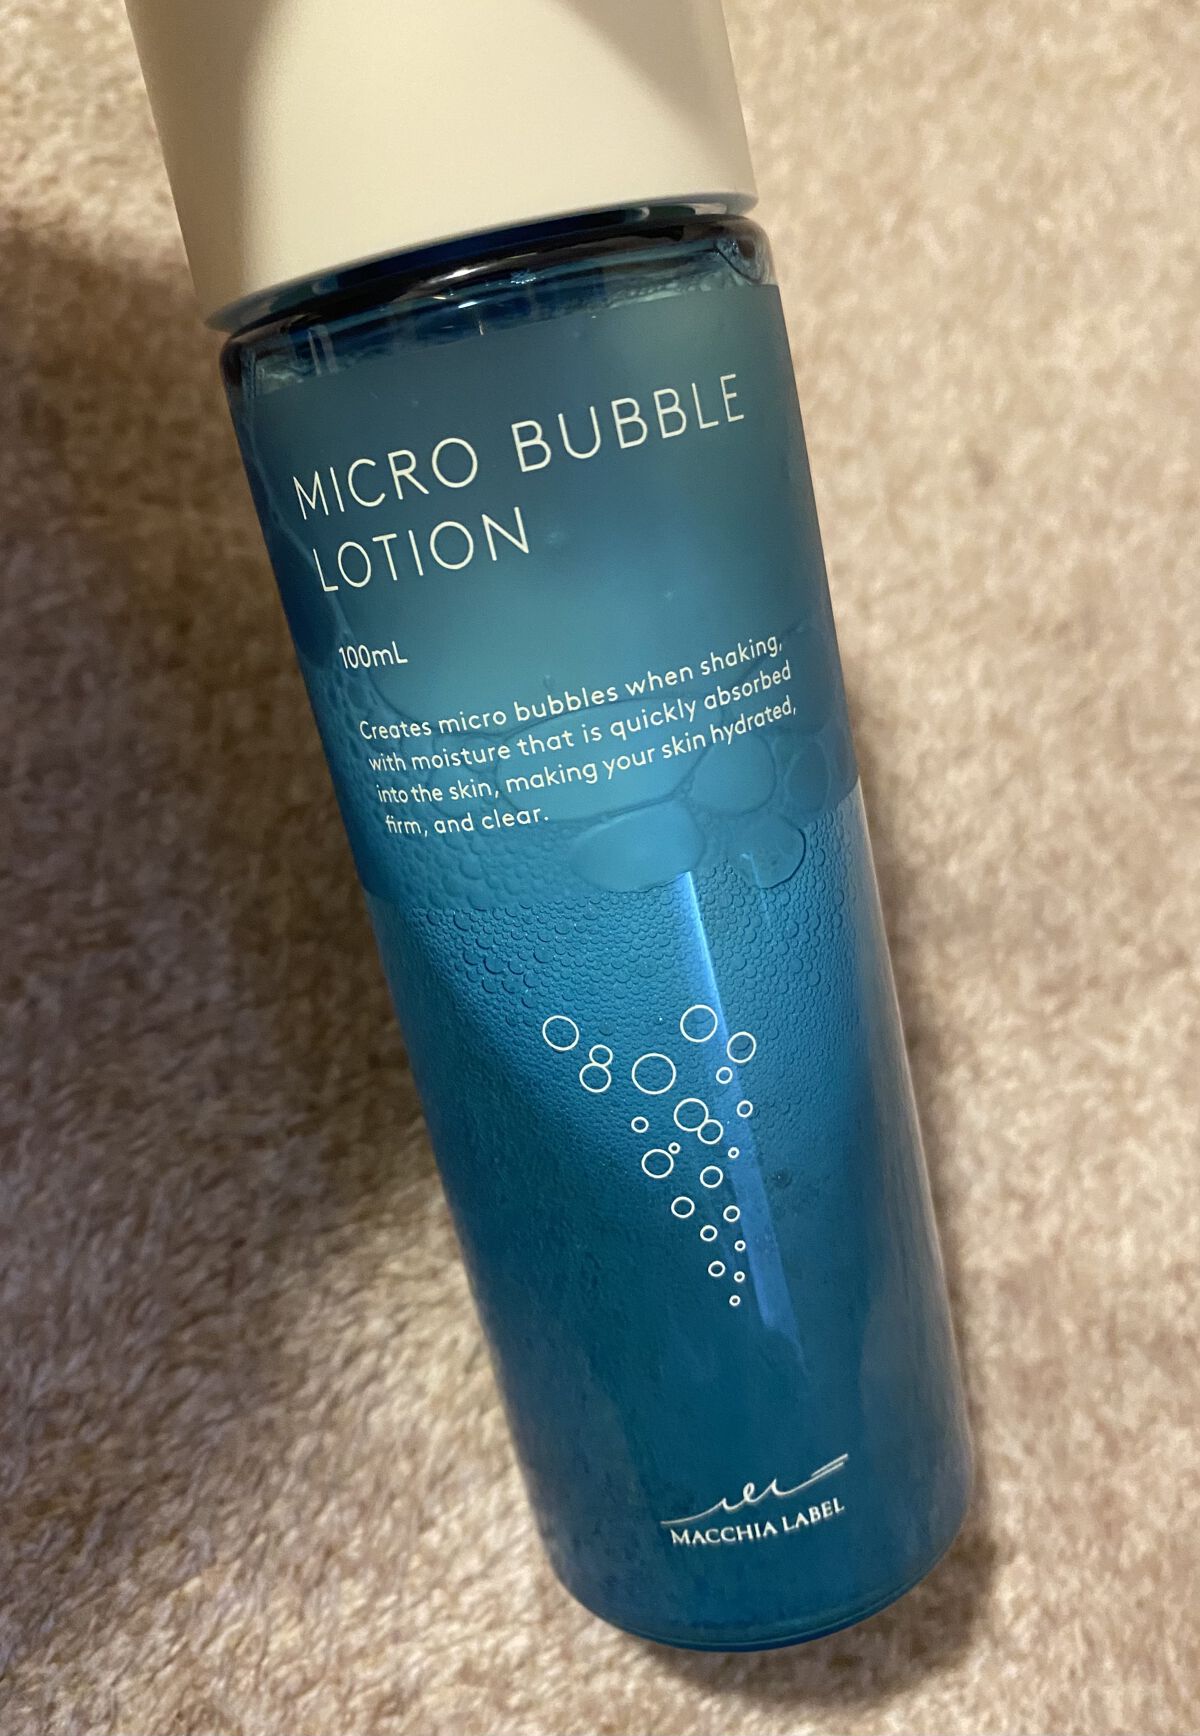 MICRO BUBBLE
LOTION
100mL
Creates micro bubbles when shaking,
with moisture that is quickly absorbed
into the skin, making your skin hydrated,
firm, and clear.
MACCHIA LABEL